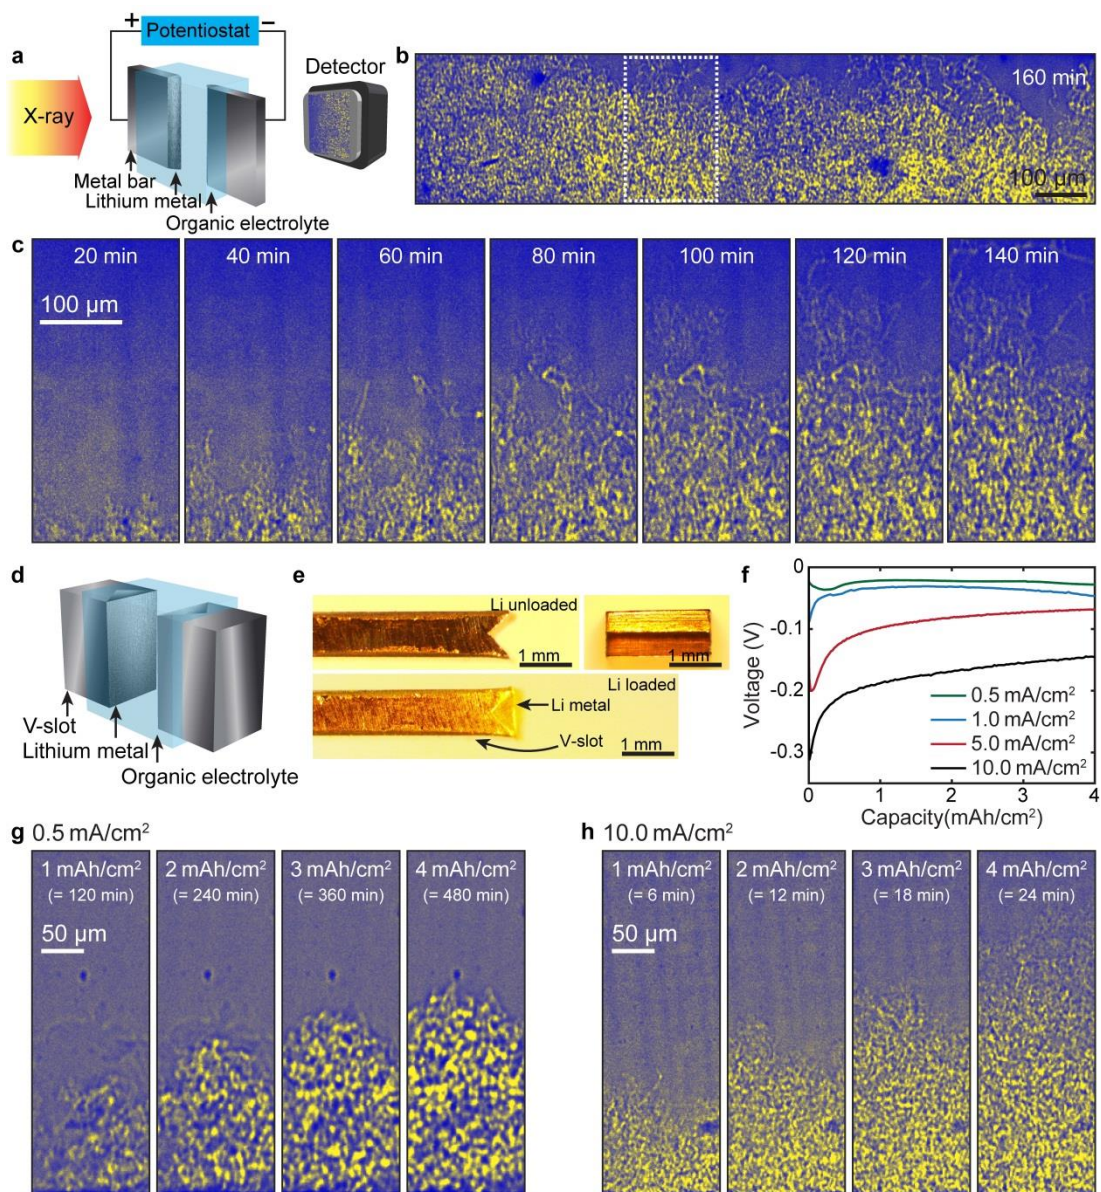 a
+ Potentiostat −
X-ray
Detector
Metal bar
Lithium metal
Organic electrolyte
b
160 min
100 μm
c
20 min 40 min 60 min 80 min 100 min 120 min 140 min
100 μm
d
V-slot
Lithium metal
Organic electrolyte
e
Li unloaded
1 mm
1 mm
Li loaded
Li metal
V-slot
1 mm
f
0
-0.1
-0.2
-0.3
Voltage (V)
0.5 mA/cm²
1.0 mA/cm²
5.0 mA/cm²
10.0 mA/cm²
0 1 2 3 4
Capacity(mAh/cm²)
g 0.5 mA/cm²
1 mAh/cm² 2 mAh/cm² 3 mAh/cm² 4 mAh/cm²
(= 120 min) (= 240 min) (= 360 min) (= 480 min)
50 μm
h 10.0 mA/cm²
1 mAh/cm² 2 mAh/cm² 3 mAh/cm² 4 mAh/cm²
(= 6 min) (= 12 min) (= 18 min) (= 24 min)
50 μm